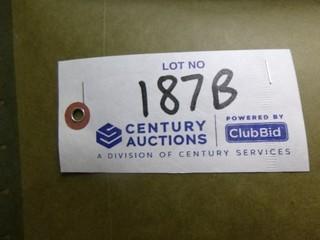 LOT NO
187B
CENTURY AUCTIONS
POWERED BY
ClubBid
A DIVISION OF CENTURY SERVICES